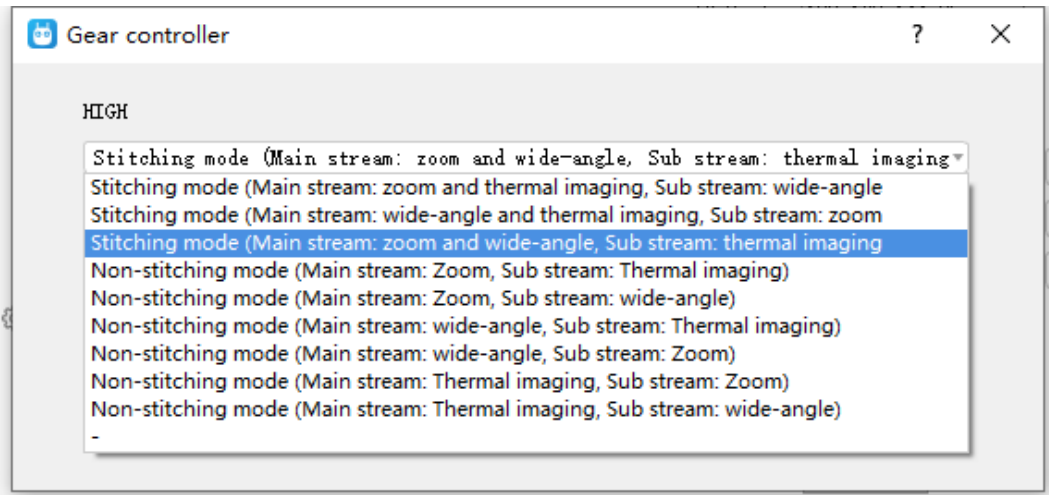 Gear controller
?
HIGH
Stitching mode (Main stream: zoom and wide-angle, Sub stream: thermal imaging
Stitching mode (Main stream: zoom and thermal imaging, Sub stream: wide-angle
Stitching mode (Main stream: wide-angle and thermal imaging, Sub stream: zoom
Stitching mode (Main stream: zoom and wide-angle, Sub stream: thermal imaging
Non-stitching mode (Main stream: Zoom, Sub stream: Thermal imaging)
Non-stitching mode (Main stream: Zoom, Sub stream: wide-angle)
Non-stitching mode (Main stream: wide-angle, Sub stream: Thermal imaging)
Non-stitching mode (Main stream: wide-angle, Sub stream: Zoom)
Non-stitching mode (Main stream: Thermal imaging, Sub stream: Zoom)
Non-stitching mode (Main stream: Thermal imaging, Sub stream: wide-angle)
-